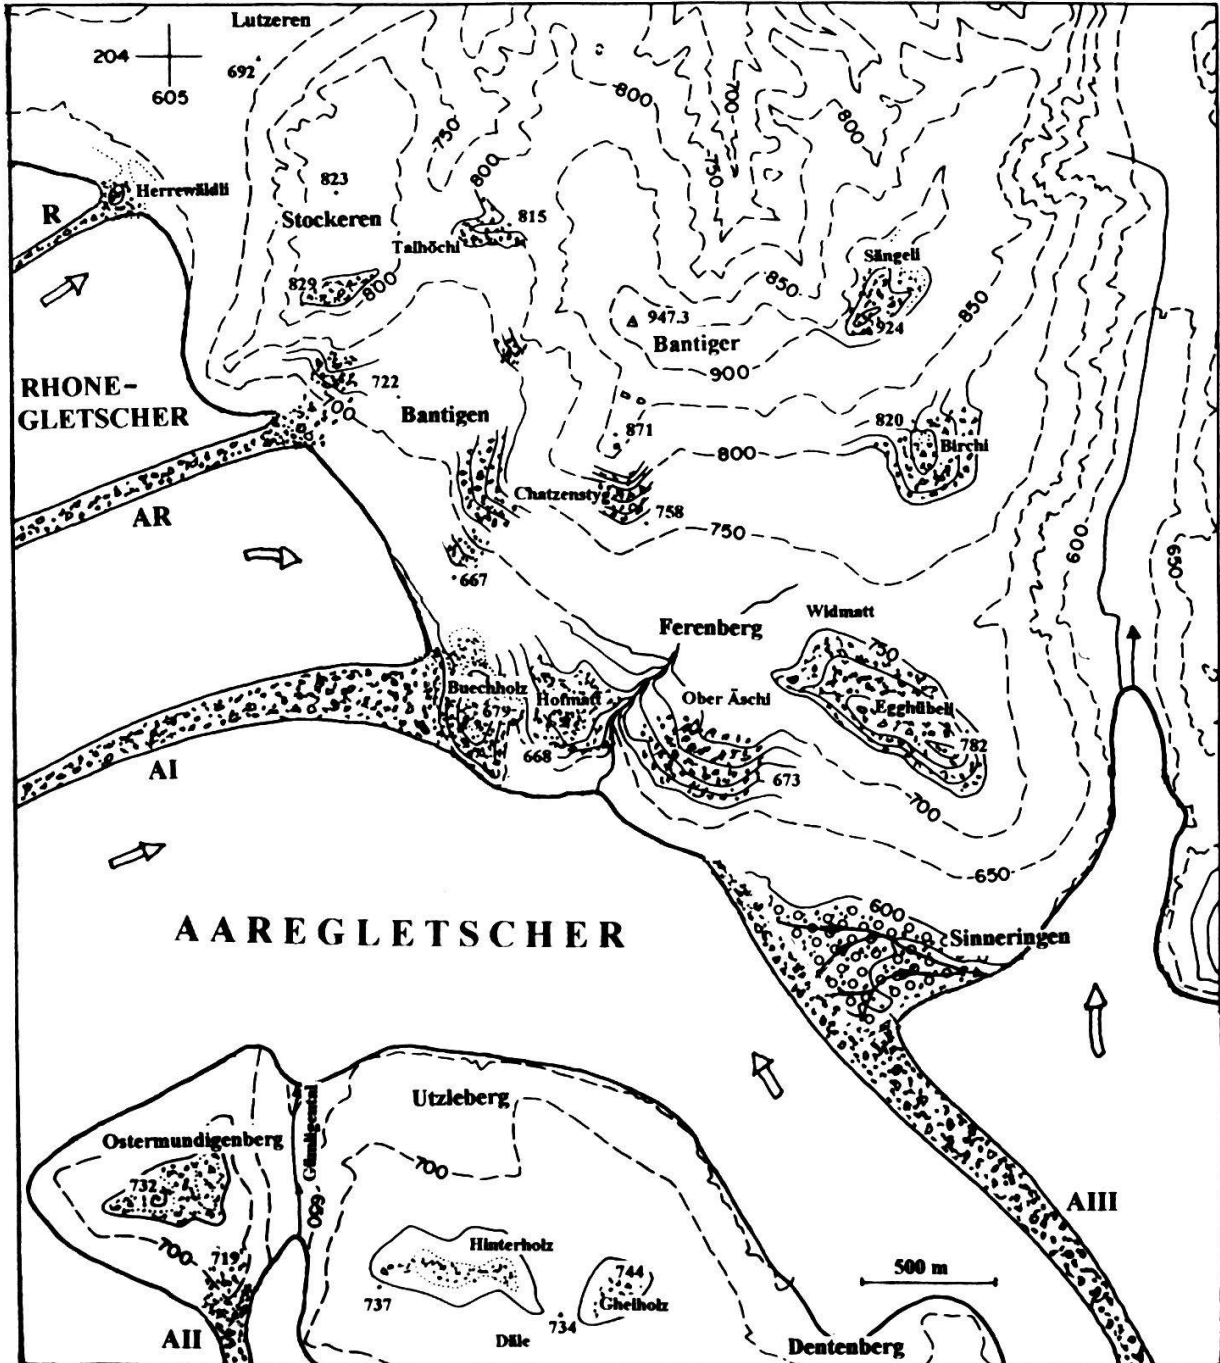 Lutzeren
204
692
605
800
700
800
750
800
750
823
Herrewäldli
R
Stockeren
815
Talhöchi
Sängeli
829
800
850
850
947.3
924
Bantiger
900
RHONE-
GLETSCHER
722
700
Bantigen
871
820
Birchi
800
Chatzenstyg
AR
758
750
600
650
667
Widmatt
Ferenberg
750
Buechholz
Hofmatt
Ober Äschi
Egghübeli
679
668
782
AI
673
700
650
600
AAREGLETSCHER
Sinneringen
Utzleberg
Ostermundigenberg
Gümligental
700
732
AIII
660
700
719
Hinterholz
744
500 m
737
Gheiholz
734
AII
Däle
Dentenberg